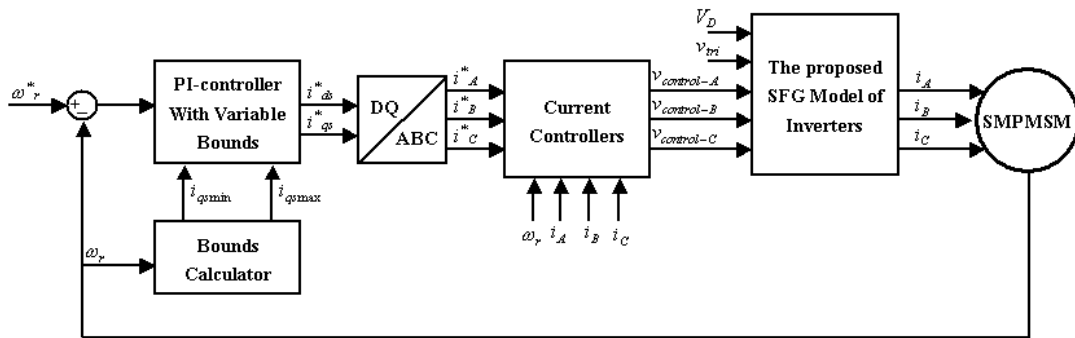 ω*r
+
−
PI-controller
With Variable
Bounds
i*ds
i*qs
DQ
ABC
i*A
i*B
i*C
Current
Controllers
vcontrol−A
vcontrol−B
vcontrol−C
VD
vtri
The proposed
SFG Model of
Inverters
iA
iB
iC
SMPMSM
iqsmin
iqsmax
ωr
Bounds
Calculator
ωr
iA
iB
iC